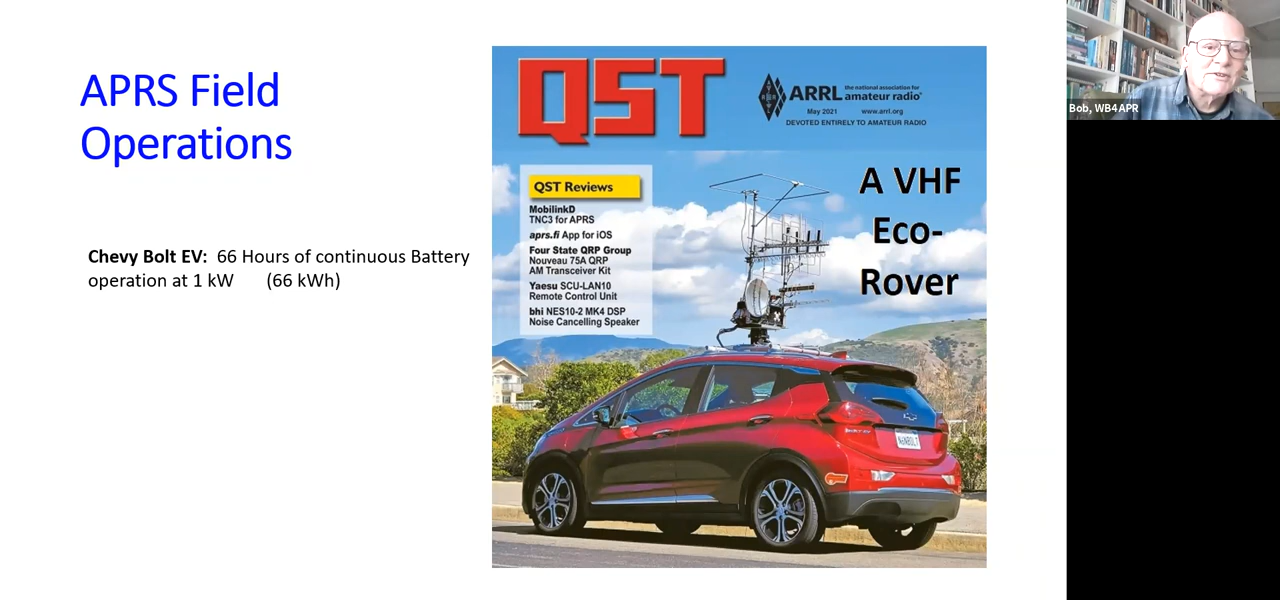 APRS Field
Operations
Chevy Bolt EV: 66 Hours of continuous Battery
operation at 1 kW (66 kWh)
QST
ARRL the national association for
amateur radio®
May 2021 www.arrl.org
DEVOTED ENTIRELY TO AMATEUR RADIO
QST Reviews
MobilinkD
TNC3 for APRS
aprs.fi App for iOS
Four State QRP Group
Nouveau 75A QRP
AM Transceiver Kit
Yaesu SCU-LAN10
Remote Control Unit
bhi NES10-2 MK4 DSP
Noise Cancelling Speaker
A VHF
Eco-
Rover
Bob, WB4APR